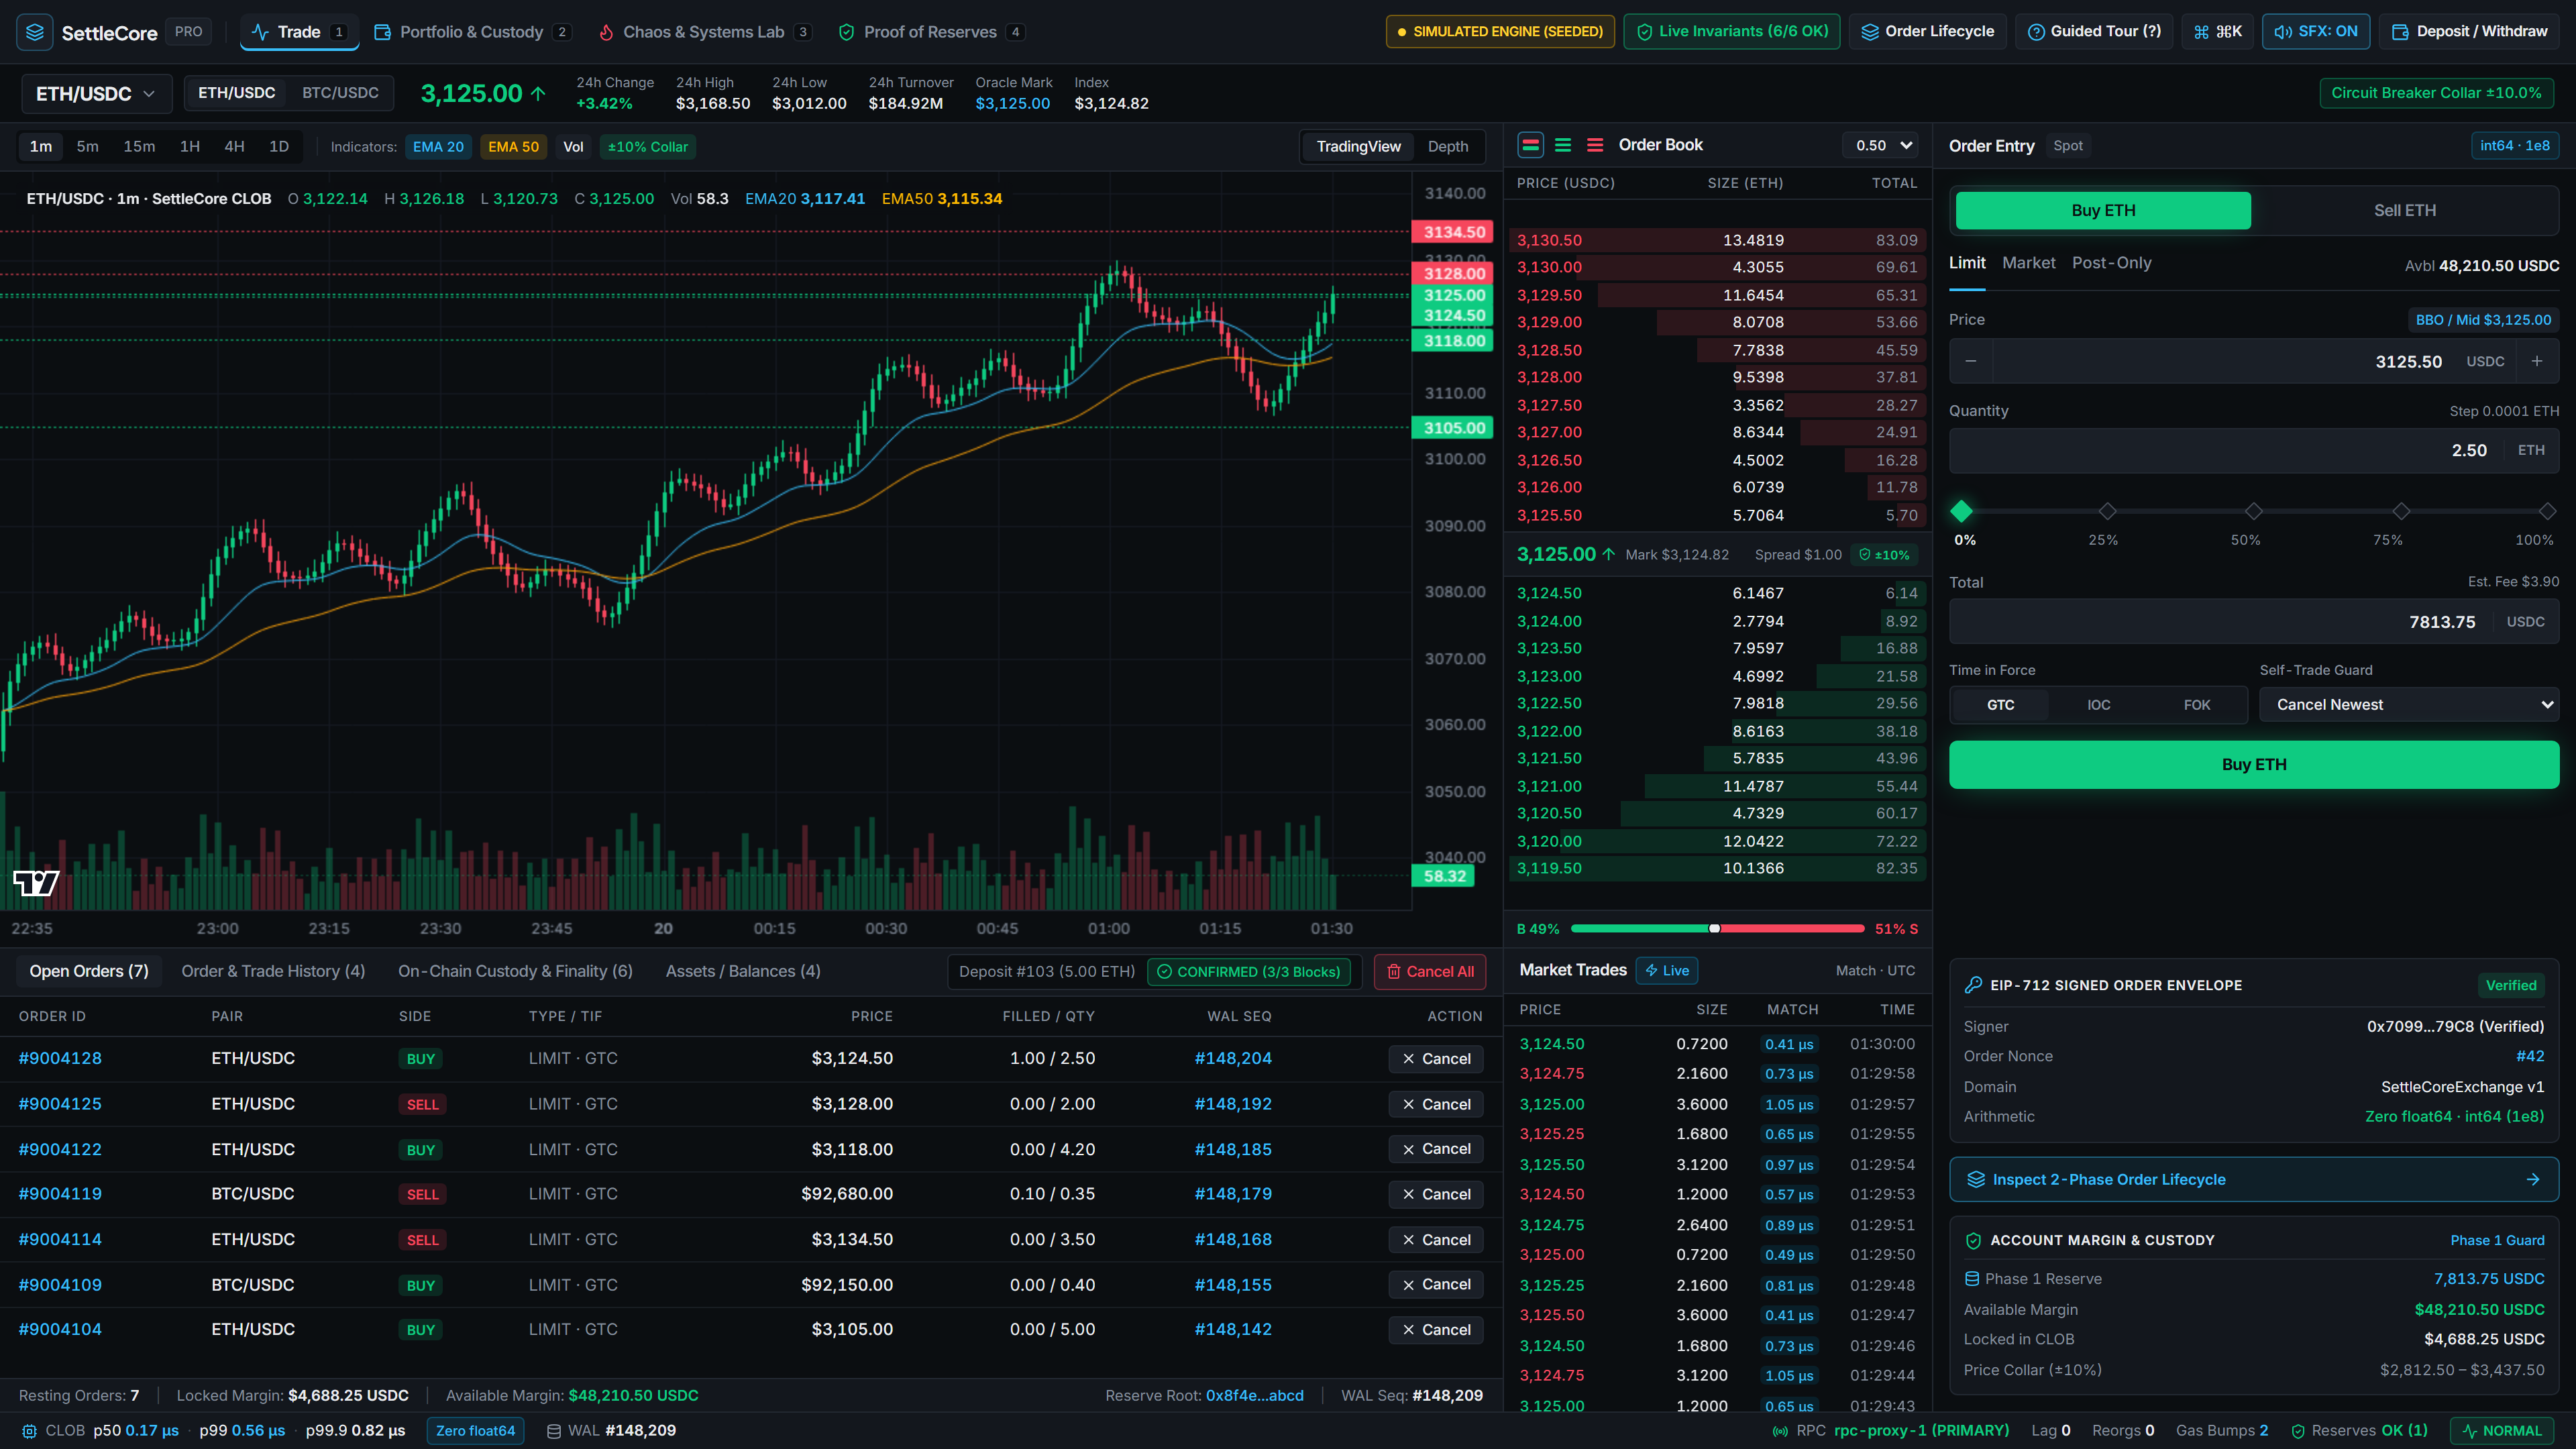 SettleCore PRO Trade 1 Portfolio & Custody 2 Chaos & Systems Lab 3 Proof of Reserves 4 SIMULATED ENGINE (SEEDED) Live Invariants (6/6 OK) Order Lifecycle Guided Tour (?) ⌘ ⌘K SFX: ON Deposit / Withdraw
ETH/USDC ETH/USDC BTC/USDC 3,125.00 ↑
24h Change 24h High 24h Low 24h Turnover Oracle Mark Index
+3.42% $3,168.50 $3,012.00 $184.92M $3,125.00 $3,124.82
Circuit Breaker Collar ±10.0%
1m 5m 15m 1H 4H 1D Indicators: EMA 20 EMA 50 Vol ±10% Collar TradingView Depth
ETH/USDC · 1m · SettleCore CLOB O 3,122.14 H 3,126.18 L 3,120.73 C 3,125.00 Vol 58.3 EMA20 3,117.41 EMA50 3,115.34
3140.00
3134.50
3130.00
3128.00
3125.00
3124.50
3118.00
3110.00
3105.00
3100.00
3090.00
3080.00
3070.00
3060.00
3050.00
3040.00
58.32
22:35 23:00 23:15 23:30 23:45 20 00:15 00:30 00:45 01:00 01:15 01:30
Order Book 0.50
PRICE (USDC) SIZE (ETH) TOTAL
3,130.50 13.4819 83.09
3,130.00 4.3055 69.61
3,129.50 11.6454 65.31
3,129.00 8.0708 53.66
3,128.50 7.7838 45.59
3,128.00 9.5398 37.81
3,127.50 3.3562 28.27
3,127.00 8.6344 24.91
3,126.50 4.5002 16.28
3,126.00 6.0739 11.78
3,125.50 5.7064 5.70
3,125.00 ↑ Mark $3,124.82 Spread $1.00 ±10%
3,124.50 6.1467 6.14
3,124.00 2.7794 8.92
3,123.50 7.9597 16.88
3,123.00 4.6992 21.58
3,122.50 7.9818 29.56
3,122.00 8.6163 38.18
3,121.50 5.7835 43.96
3,121.00 11.4787 55.44
3,120.50 4.7329 60.17
3,120.00 12.0422 72.22
3,119.50 10.1366 82.35
B 49% 51% S
Order Entry Spot int64 · 1e8
Buy ETH Sell ETH
Limit Market Post-Only Avbl 48,210.50 USDC
Price BBO / Mid $3,125.00
− 3125.50 USDC +
Quantity Step 0.0001 ETH
2.50 ETH
0% 25% 50% 75% 100%
Total Est. Fee $3.90
7813.75 USDC
Time in Force Self-Trade Guard
GTC IOC FOK Cancel Newest
Buy ETH
Open Orders (7) Order & Trade History (4) On-Chain Custody & Finality (6) Assets / Balances (4) Deposit #103 (5.00 ETH) CONFIRMED (3/3 Blocks) Cancel All
ORDER ID PAIR SIDE TYPE / TIF PRICE FILLED / QTY WAL SEQ ACTION
#9004128 ETH/USDC BUY LIMIT · GTC $3,124.50 1.00 / 2.50 #148,204 Cancel
#9004125 ETH/USDC SELL LIMIT · GTC $3,128.00 0.00 / 2.00 #148,192 Cancel
#9004122 ETH/USDC BUY LIMIT · GTC $3,118.00 0.00 / 4.20 #148,185 Cancel
#9004119 BTC/USDC SELL LIMIT · GTC $92,680.00 0.10 / 0.35 #148,179 Cancel
#9004114 ETH/USDC SELL LIMIT · GTC $3,134.50 0.00 / 3.50 #148,168 Cancel
#9004109 BTC/USDC BUY LIMIT · GTC $92,150.00 0.00 / 0.40 #148,155 Cancel
#9004104 ETH/USDC BUY LIMIT · GTC $3,105.00 0.00 / 5.00 #148,142 Cancel
Resting Orders: 7 Locked Margin: $4,688.25 USDC Available Margin: $48,210.50 USDC Reserve Root: 0x8f4e...abcd WAL Seq: #148,209
Market Trades Live Match · UTC
PRICE SIZE MATCH TIME
3,124.50 0.7200 0.41 µs 01:30:00
3,124.75 2.1600 0.73 µs 01:29:58
3,125.00 3.6000 1.05 µs 01:29:57
3,125.25 1.6800 0.65 µs 01:29:55
3,125.50 3.1200 0.97 µs 01:29:54
3,124.50 1.2000 0.57 µs 01:29:53
3,124.75 2.6400 0.89 µs 01:29:51
3,125.00 0.7200 0.49 µs 01:29:50
3,125.25 2.1600 0.81 µs 01:29:48
3,125.50 3.6000 0.41 µs 01:29:47
3,124.50 1.6800 0.73 µs 01:29:46
3,124.75 3.1200 1.05 µs 01:29:44
3,125.00 1.2000 0.65 µs 01:29:43
EIP-712 SIGNED ORDER ENVELOPE Verified
Signer 0x7099...79C8 (Verified)
Order Nonce #42
Domain SettleCoreExchange v1
Arithmetic Zero float64 · int64 (1e8)
Inspect 2-Phase Order Lifecycle →
ACCOUNT MARGIN & CUSTODY Phase 1 Guard
Phase 1 Reserve 7,813.75 USDC
Available Margin $48,210.50 USDC
Locked in CLOB $4,688.25 USDC
Price Collar (±10%) $2,812.50 – $3,437.50
CLOB p50 0.17 µs · p99 0.56 µs · p99.9 0.82 µs Zero float64 WAL #148,209 RPC rpc-proxy-1 (PRIMARY) Lag 0 Reorgs 0 Gas Bumps 2 Reserves OK (1) NORMAL